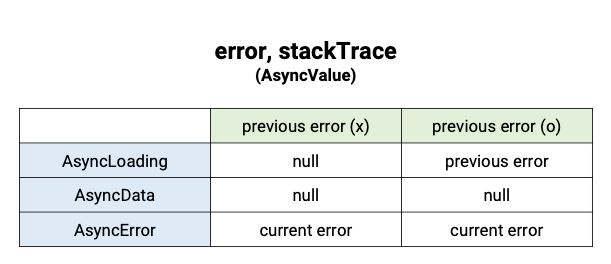 error, stackTrace
(AsyncValue)
previous error (x) previous error (o)
AsyncLoading null previous error
AsyncData null null
AsyncError current error current error